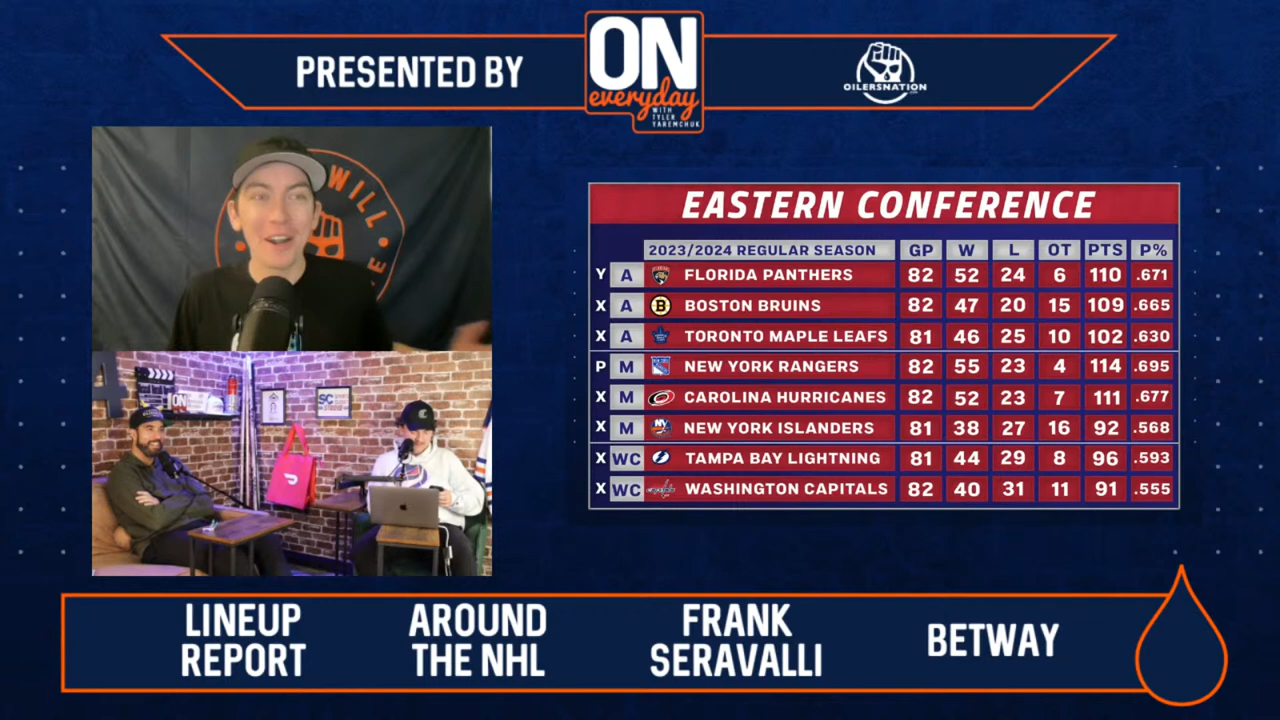 PRESENTED BY
ON
everyday
WITH
TYLER
YAREMCHUK
OILERSNATION
.com
WILL
SC
EASTERN CONFERENCE
2023/2024 REGULAR SEASON GP W L OT PTS P%
Y A FLORIDA PANTHERS 82 52 24 6 110 .671
X A BOSTON BRUINS 82 47 20 15 109 .665
X A TORONTO MAPLE LEAFS 81 46 25 10 102 .630
P M NEW YORK RANGERS 82 55 23 4 114 .695
X M CAROLINA HURRICANES 82 52 23 7 111 .677
X M NEW YORK ISLANDERS 81 38 27 16 92 .568
X WC TAMPA BAY LIGHTNING 81 44 29 8 96 .593
X WC WASHINGTON CAPITALS 82 40 31 11 91 .555
LINEUP
REPORT
AROUND
THE NHL
FRANK
SERAVALLI
BETWAY